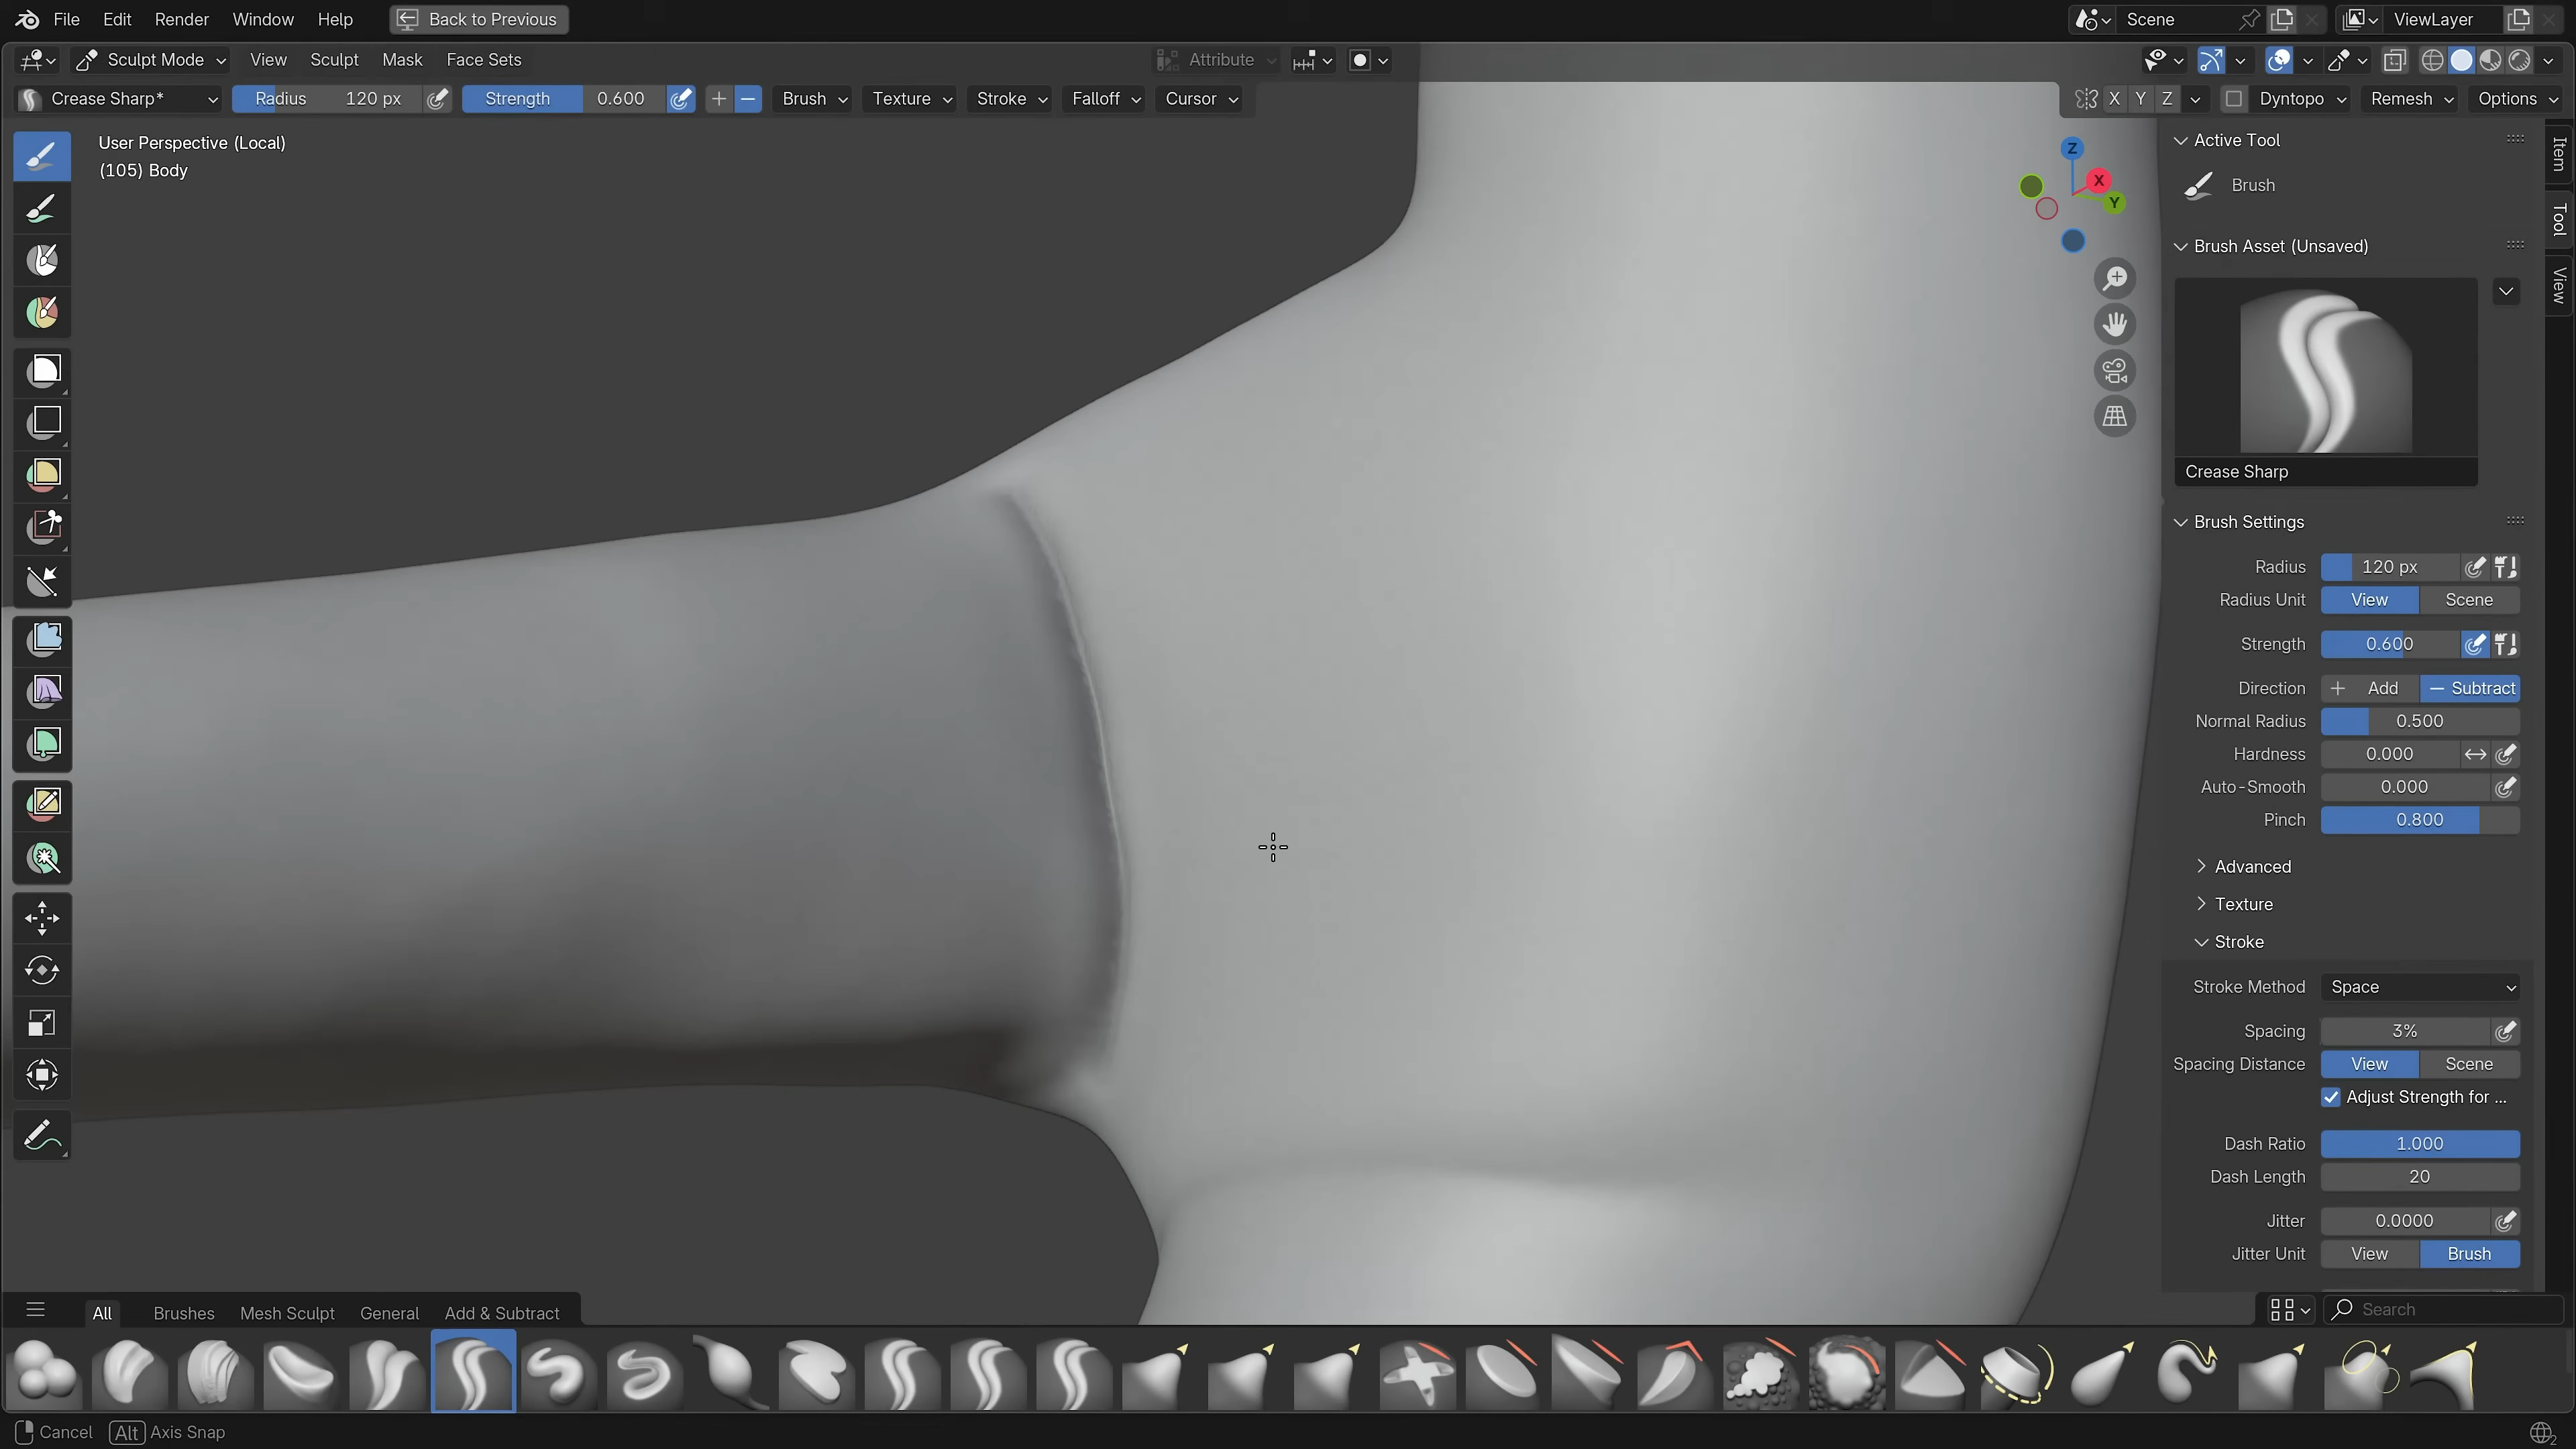 File Edit Render Window Help Back to Previous Scene ViewLayer
Sculpt Mode View Sculpt Mask Face Sets Attribute
Crease Sharp* Radius 120 px Strength 0.600 Brush Texture Stroke Falloff Cursor X Y Z Dyntopo Remesh Options
User Perspective (Local)
(105) Body
Z
X
Y
Item
Tool
View
Active Tool
Brush
Brush Asset (Unsaved)
Crease Sharp
Brush Settings
Radius 120 px
Radius Unit View Scene
Strength 0.600
Direction + Add − Subtract
Normal Radius 0.500
Hardness 0.000
Auto-Smooth 0.000
Pinch 0.800
Advanced
Texture
Stroke
Stroke Method Space
Spacing 3%
Spacing Distance View Scene
Adjust Strength for ...
Dash Ratio 1.000
Dash Length 20
Jitter 0.0000
Jitter Unit View Brush
All Brushes Mesh Sculpt General Add & Subtract Search
Cancel Alt Axis Snap 2